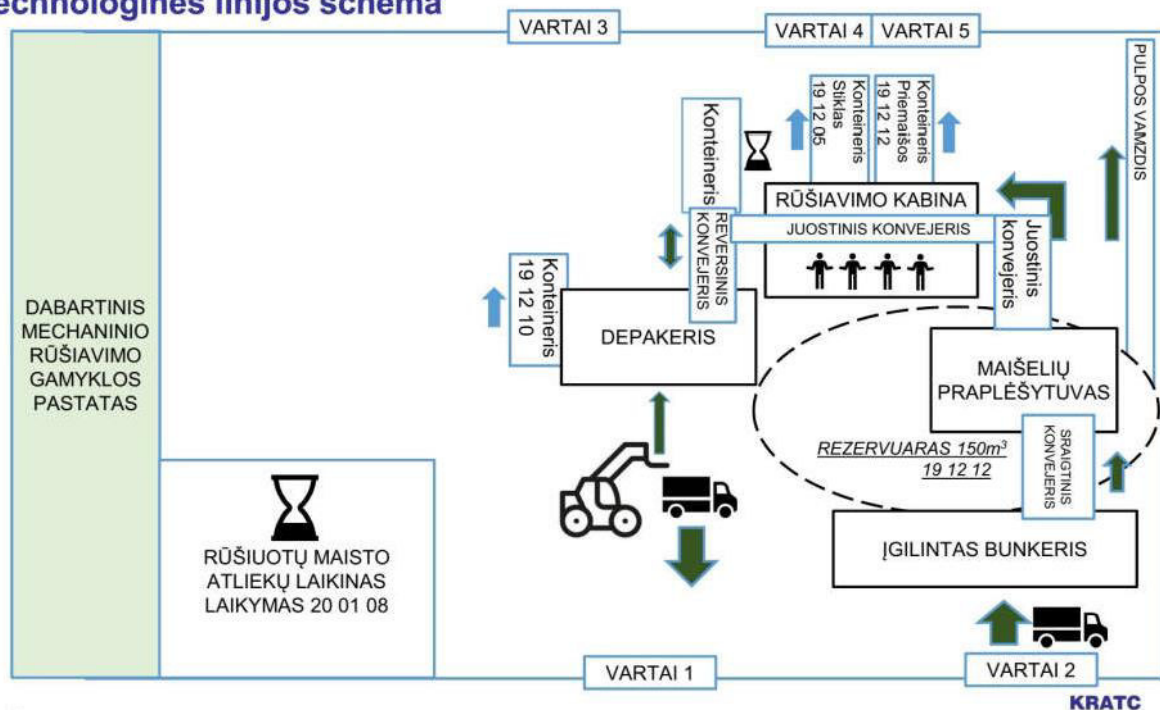 echnologinės linijos schema
VARTAI 3
VARTAI 4
VARTAI 5
PULPOS VAMZDIS
Konteineris
Stiklas
19 12 05
Konteineris
Priemaišos
19 12 12
Konteineris
RŪŠIAVIMO KABINA
JUOSTINIS KONVEJERIS
REVERSINIS
KONVEJERIS
Juostinis
konvejeris
Konteineris
19 12 10
DEPAKERIS
DABARTINIS
MECHANINIO
RŪŠIAVIMO
GAMYKLOS
PASTATAS
MAIŠELIŲ
PRAPLĖŠYTUVAS
SRAIGTINIS
KONVEJERIS
REZERVUARAS 150m³
19 12 12
ĮGILINTAS BUNKERIS
RŪŠIUOTŲ MAISTO
ATLIEKŲ LAIKINAS
LAIKYMAS 20 01 08
VARTAI 1
VARTAI 2
KRATC